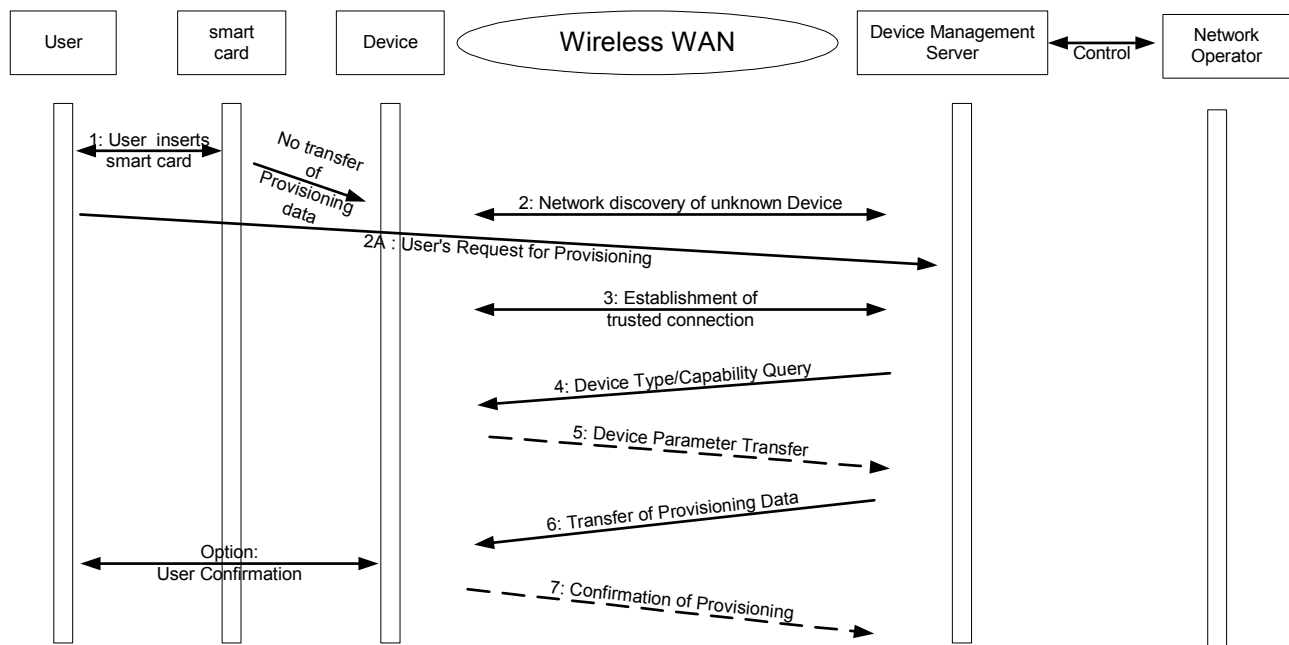 User
smart
card
Device
Wireless WAN
Device Management
Server
Control
Network
Operator
1: User inserts
smart card
No transfer
of
Provisioning
data
2: Network discovery of unknown Device
2A : User's Request for Provisioning
3: Establishment of
trusted connection
4: Device Type/Capability Query
5: Device Parameter Transfer
6: Transfer of Provisioning Data
Option:
User Confirmation
7: Confirmation of Provisioning